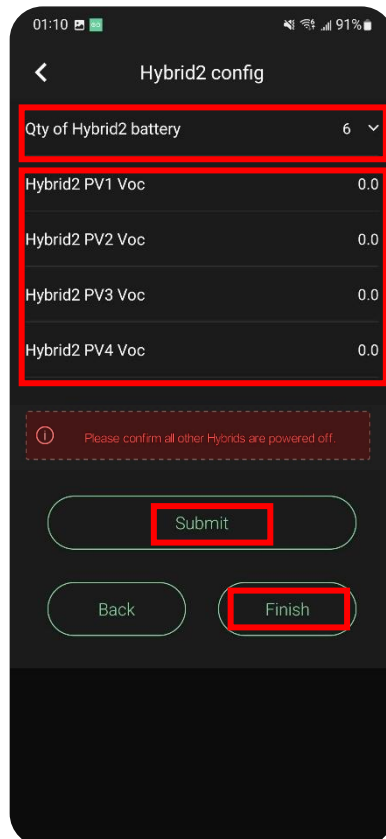 01:10 91%
Hybrid2 config
Qty of Hybrid2 battery 6
Hybrid2 PV1 Voc 0.0
Hybrid2 PV2 Voc 0.0
Hybrid2 PV3 Voc 0.0
Hybrid2 PV4 Voc 0.0
Please confirm all other Hybrids are powered off.
Submit
Back Finish